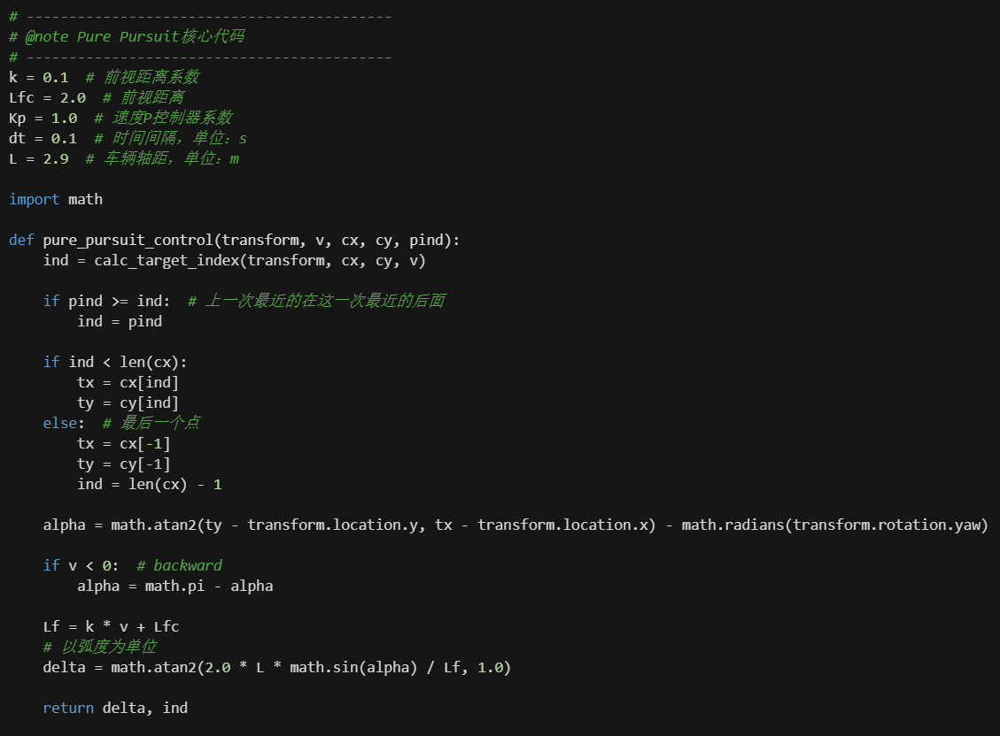 # -------------------------------------------
# @note Pure Pursuit核心代码
# -------------------------------------------
k = 0.1  # 前视距离系数
Lfc = 2.0  # 前视距离
Kp = 1.0  # 速度P控制器系数
dt = 0.1  # 时间间隔，单位：s
L = 2.9  # 车辆轴距，单位：m

import math

def pure_pursuit_control(transform, v, cx, cy, pind):
    ind = calc_target_index(transform, cx, cy, v)

    if pind >= ind:  # 上一次最近的在这一次最近的后面
        ind = pind

    if ind < len(cx):
        tx = cx[ind]
        ty = cy[ind]
    else:  # 最后一个点
        tx = cx[-1]
        ty = cy[-1]
        ind = len(cx) - 1

    alpha = math.atan2(ty - transform.location.y, tx - transform.location.x) - math.radians(transform.rotation.yaw)

    if v < 0:  # backward
        alpha = math.pi - alpha

    Lf = k * v + Lfc
    # 以弧度为单位
    delta = math.atan2(2.0 * L * math.sin(alpha) / Lf, 1.0)

    return delta, ind